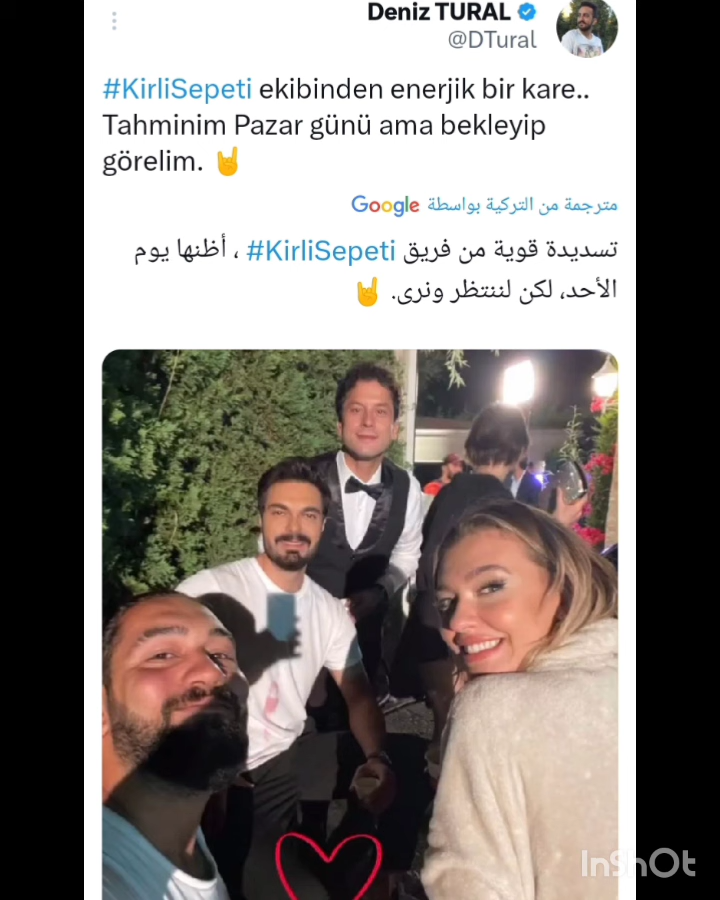 Deniz TURAL
@DTural
#KirliSepeti ekibinden enerjik bir kare..
Tahminim Pazar günü ama bekleyip
görelim. 🤘
مترجمة من التركية بواسطة Google
تسديدة قوية من فريق #KirliSepeti ، أظنها يوم
الأحد، لكن لننتظر ونرى. 🤘
InShOt